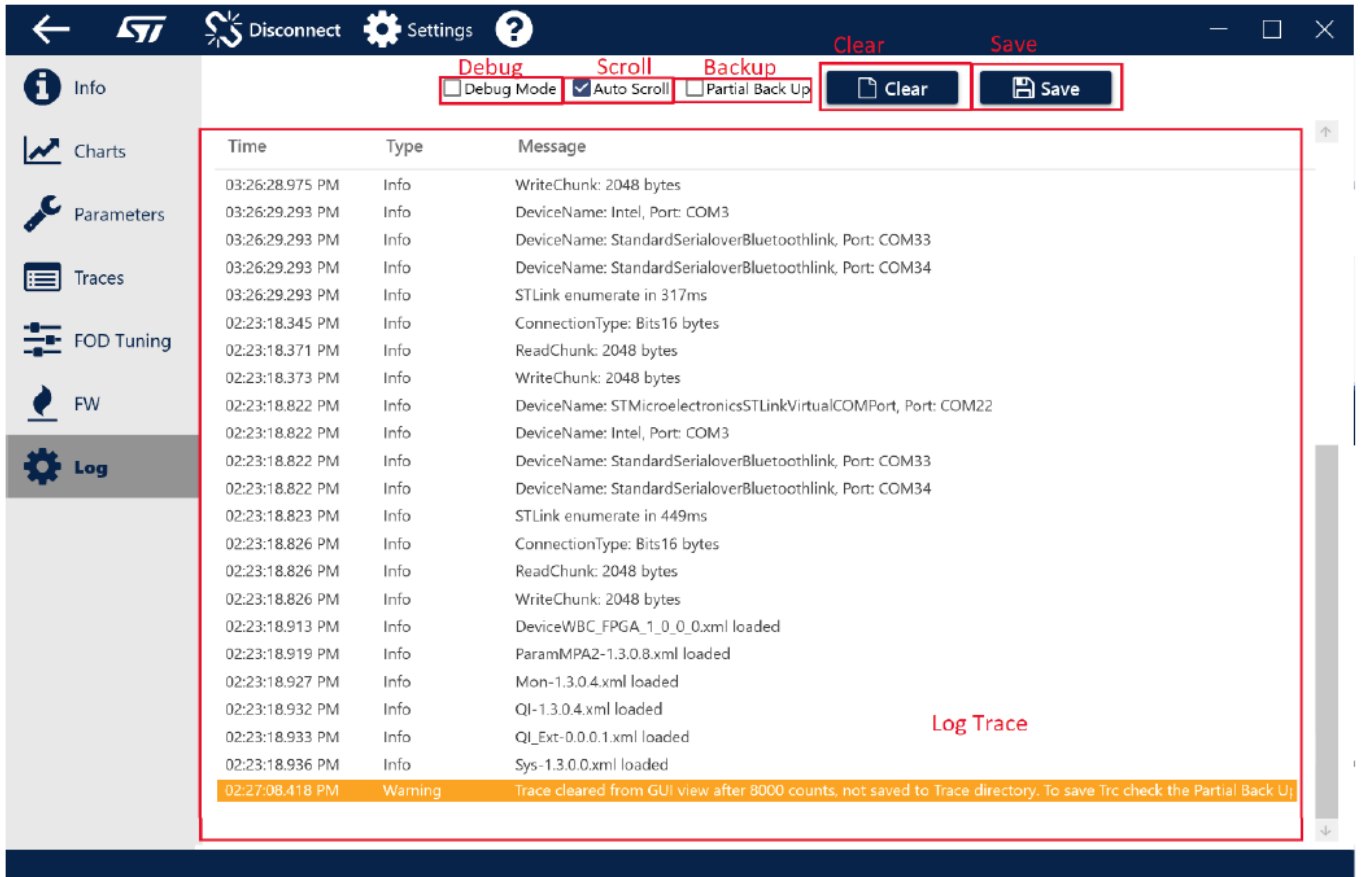 ST Disconnect Settings ?
Clear Save
Debug Scroll Backup
Info
Debug Mode Auto Scroll Partial Back Up Clear Save
Charts
Parameters
Traces
FOD Tuning
FW
Log
Time Type Message
03:26:28.975 PM Info WriteChunk: 2048 bytes
03:26:29.293 PM Info DeviceName: Intel, Port: COM3
03:26:29.293 PM Info DeviceName: StandardSerialoverBluetoothlink, Port: COM33
03:26:29.293 PM Info DeviceName: StandardSerialoverBluetoothlink, Port: COM34
03:26:29.293 PM Info STLink enumerate in 317ms
02:23:18.345 PM Info ConnectionType: Bits16 bytes
02:23:18.371 PM Info ReadChunk: 2048 bytes
02:23:18.373 PM Info WriteChunk: 2048 bytes
02:23:18.822 PM Info DeviceName: STMicroelectronicsSTLinkVirtualCOMPort, Port: COM22
02:23:18.822 PM Info DeviceName: Intel, Port: COM3
02:23:18.822 PM Info DeviceName: StandardSerialoverBluetoothlink, Port: COM33
02:23:18.822 PM Info DeviceName: StandardSerialoverBluetoothlink, Port: COM34
02:23:18.823 PM Info STLink enumerate in 449ms
02:23:18.826 PM Info ConnectionType: Bits16 bytes
02:23:18.826 PM Info ReadChunk: 2048 bytes
02:23:18.826 PM Info WriteChunk: 2048 bytes
02:23:18.913 PM Info DeviceWBC_FPGA_1_0_0_0.xml loaded
02:23:18.919 PM Info ParamMPA2-1.3.0.8.xml loaded
02:23:18.927 PM Info Mon-1.3.0.4.xml loaded
02:23:18.932 PM Info QI-1.3.0.4.xml loaded
02:23:18.933 PM Info QI_Ext-0.0.0.1.xml loaded
02:23:18.936 PM Info Sys-1.3.0.0.xml loaded
02:27:08.418 PM Warning Trace cleared from GUI view after 8000 counts, not saved to Trace directory. To save Trc check the Partial Back
Log Trace